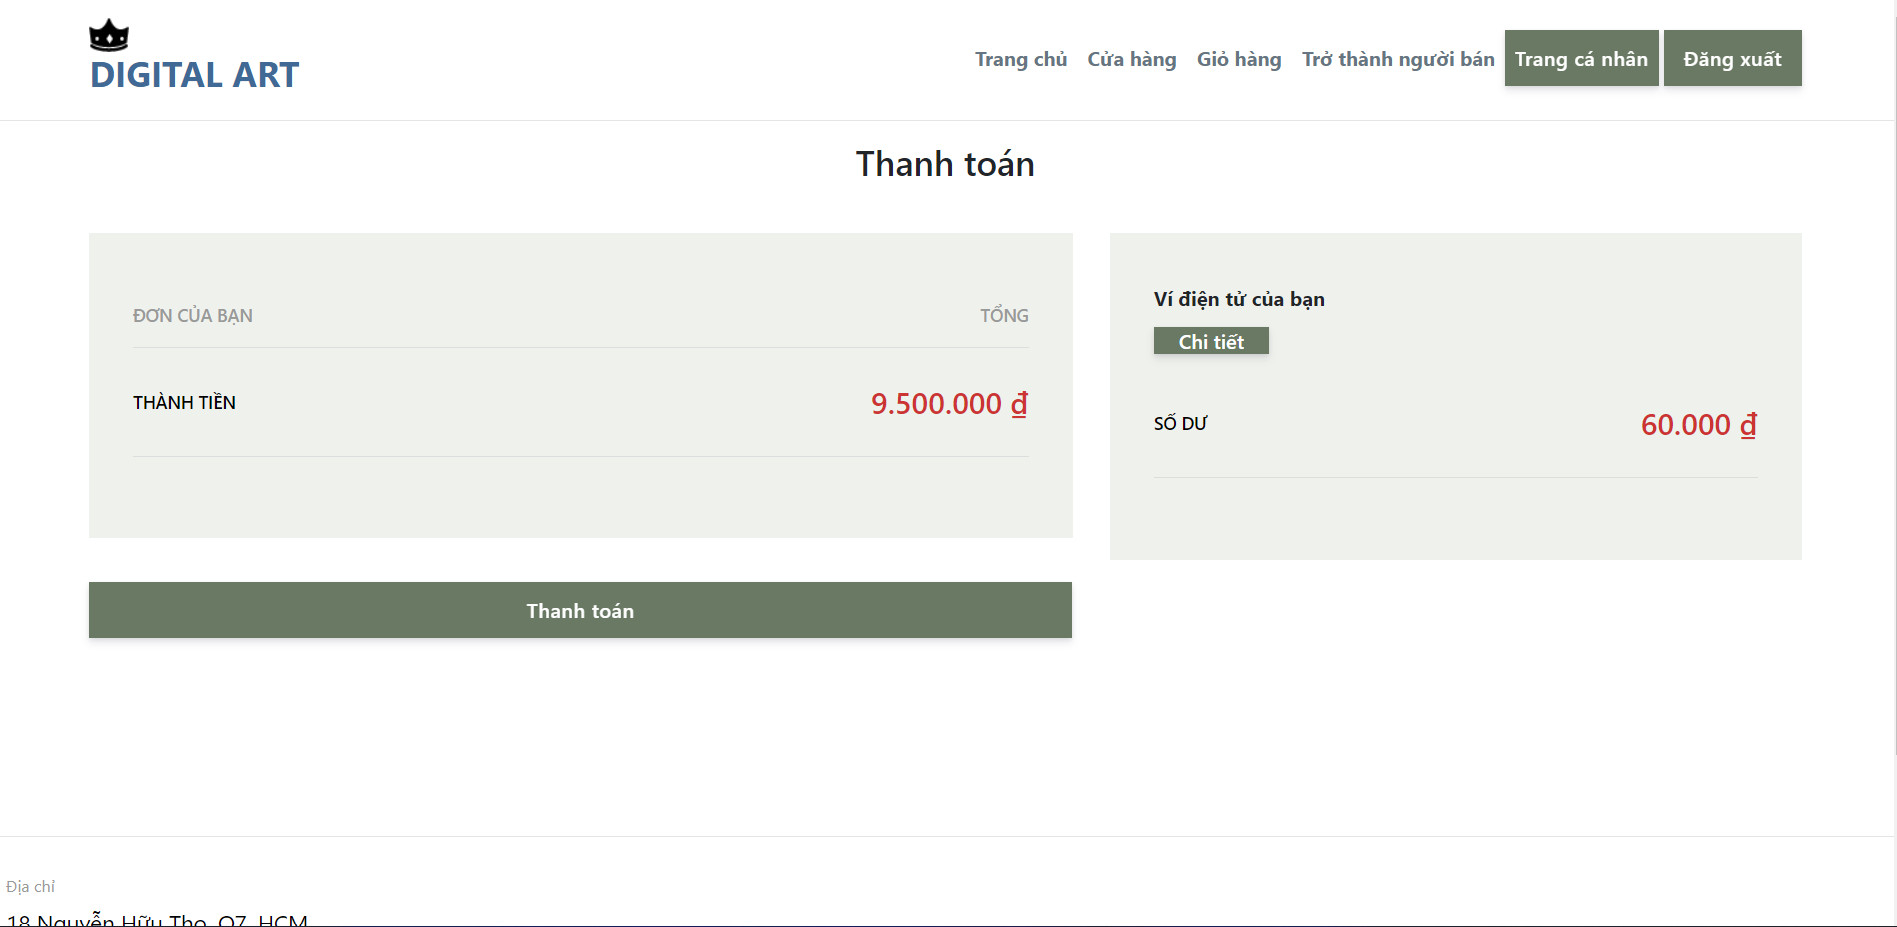 DIGITAL ART
Trang chủ Cửa hàng Giỏ hàng Trở thành người bán Trang cá nhân Đăng xuất
Thanh toán
ĐƠN CỦA BẠN TỔNG
THÀNH TIỀN 9.500.000 ₫
Thanh toán
Ví điện tử của bạn
Chi tiết
SỐ DƯ 60.000 ₫
Địa chỉ
18 Nguyễn Hữu Thọ, Q7, HCM